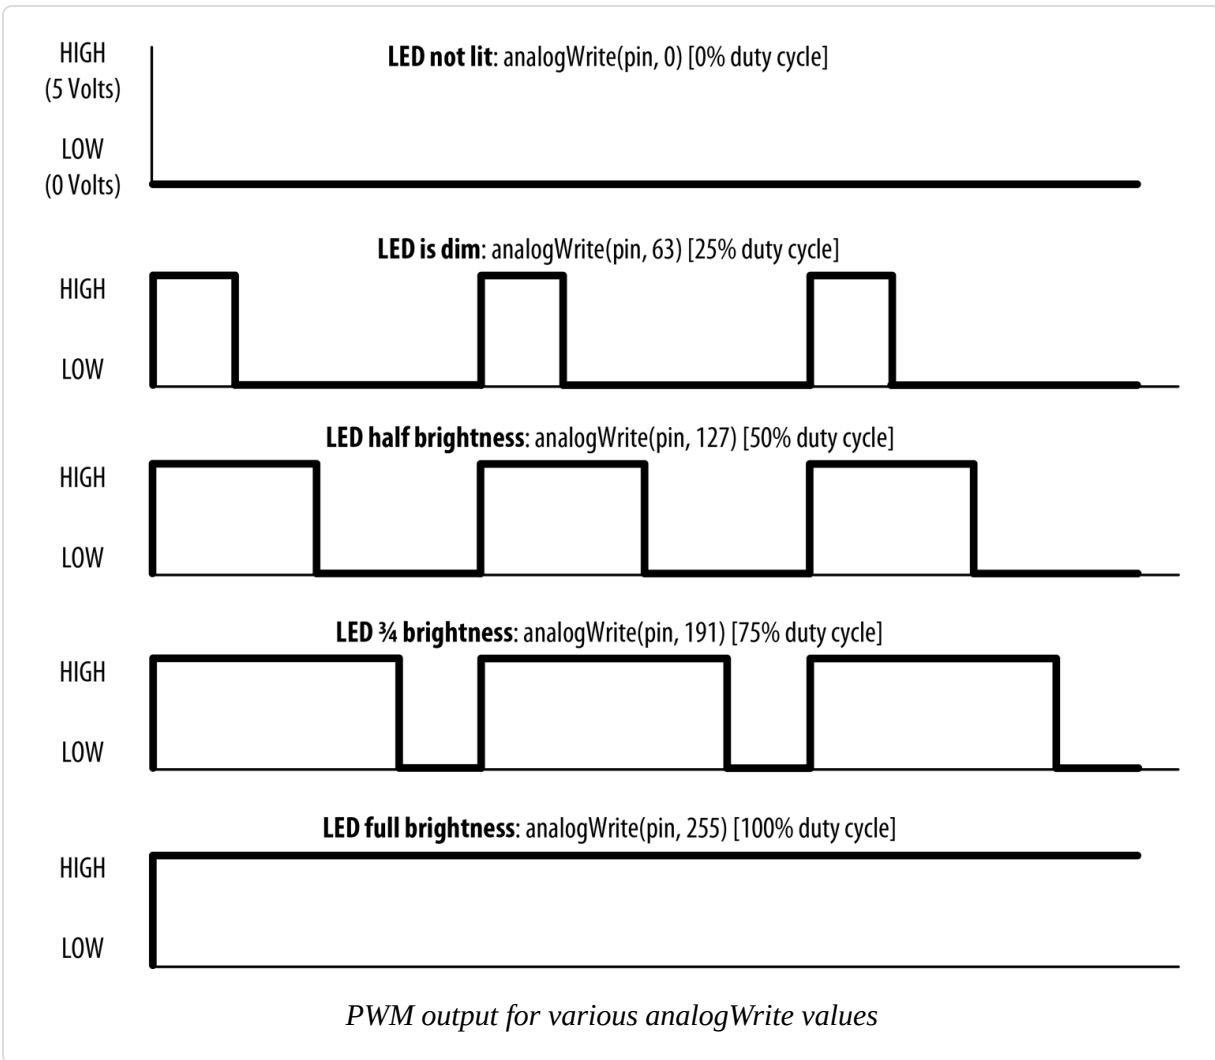 HIGH
(5 Volts)
LED not lit: analogWrite(pin, 0) [0% duty cycle]
LOW
(0 Volts)
LED is dim: analogWrite(pin, 63) [25% duty cycle]
HIGH
LOW
LED half brightness: analogWrite(pin, 127) [50% duty cycle]
HIGH
LOW
LED ¾ brightness: analogWrite(pin, 191) [75% duty cycle]
HIGH
LOW
LED full brightness: analogWrite(pin, 255) [100% duty cycle]
HIGH
LOW
PWM output for various analogWrite values